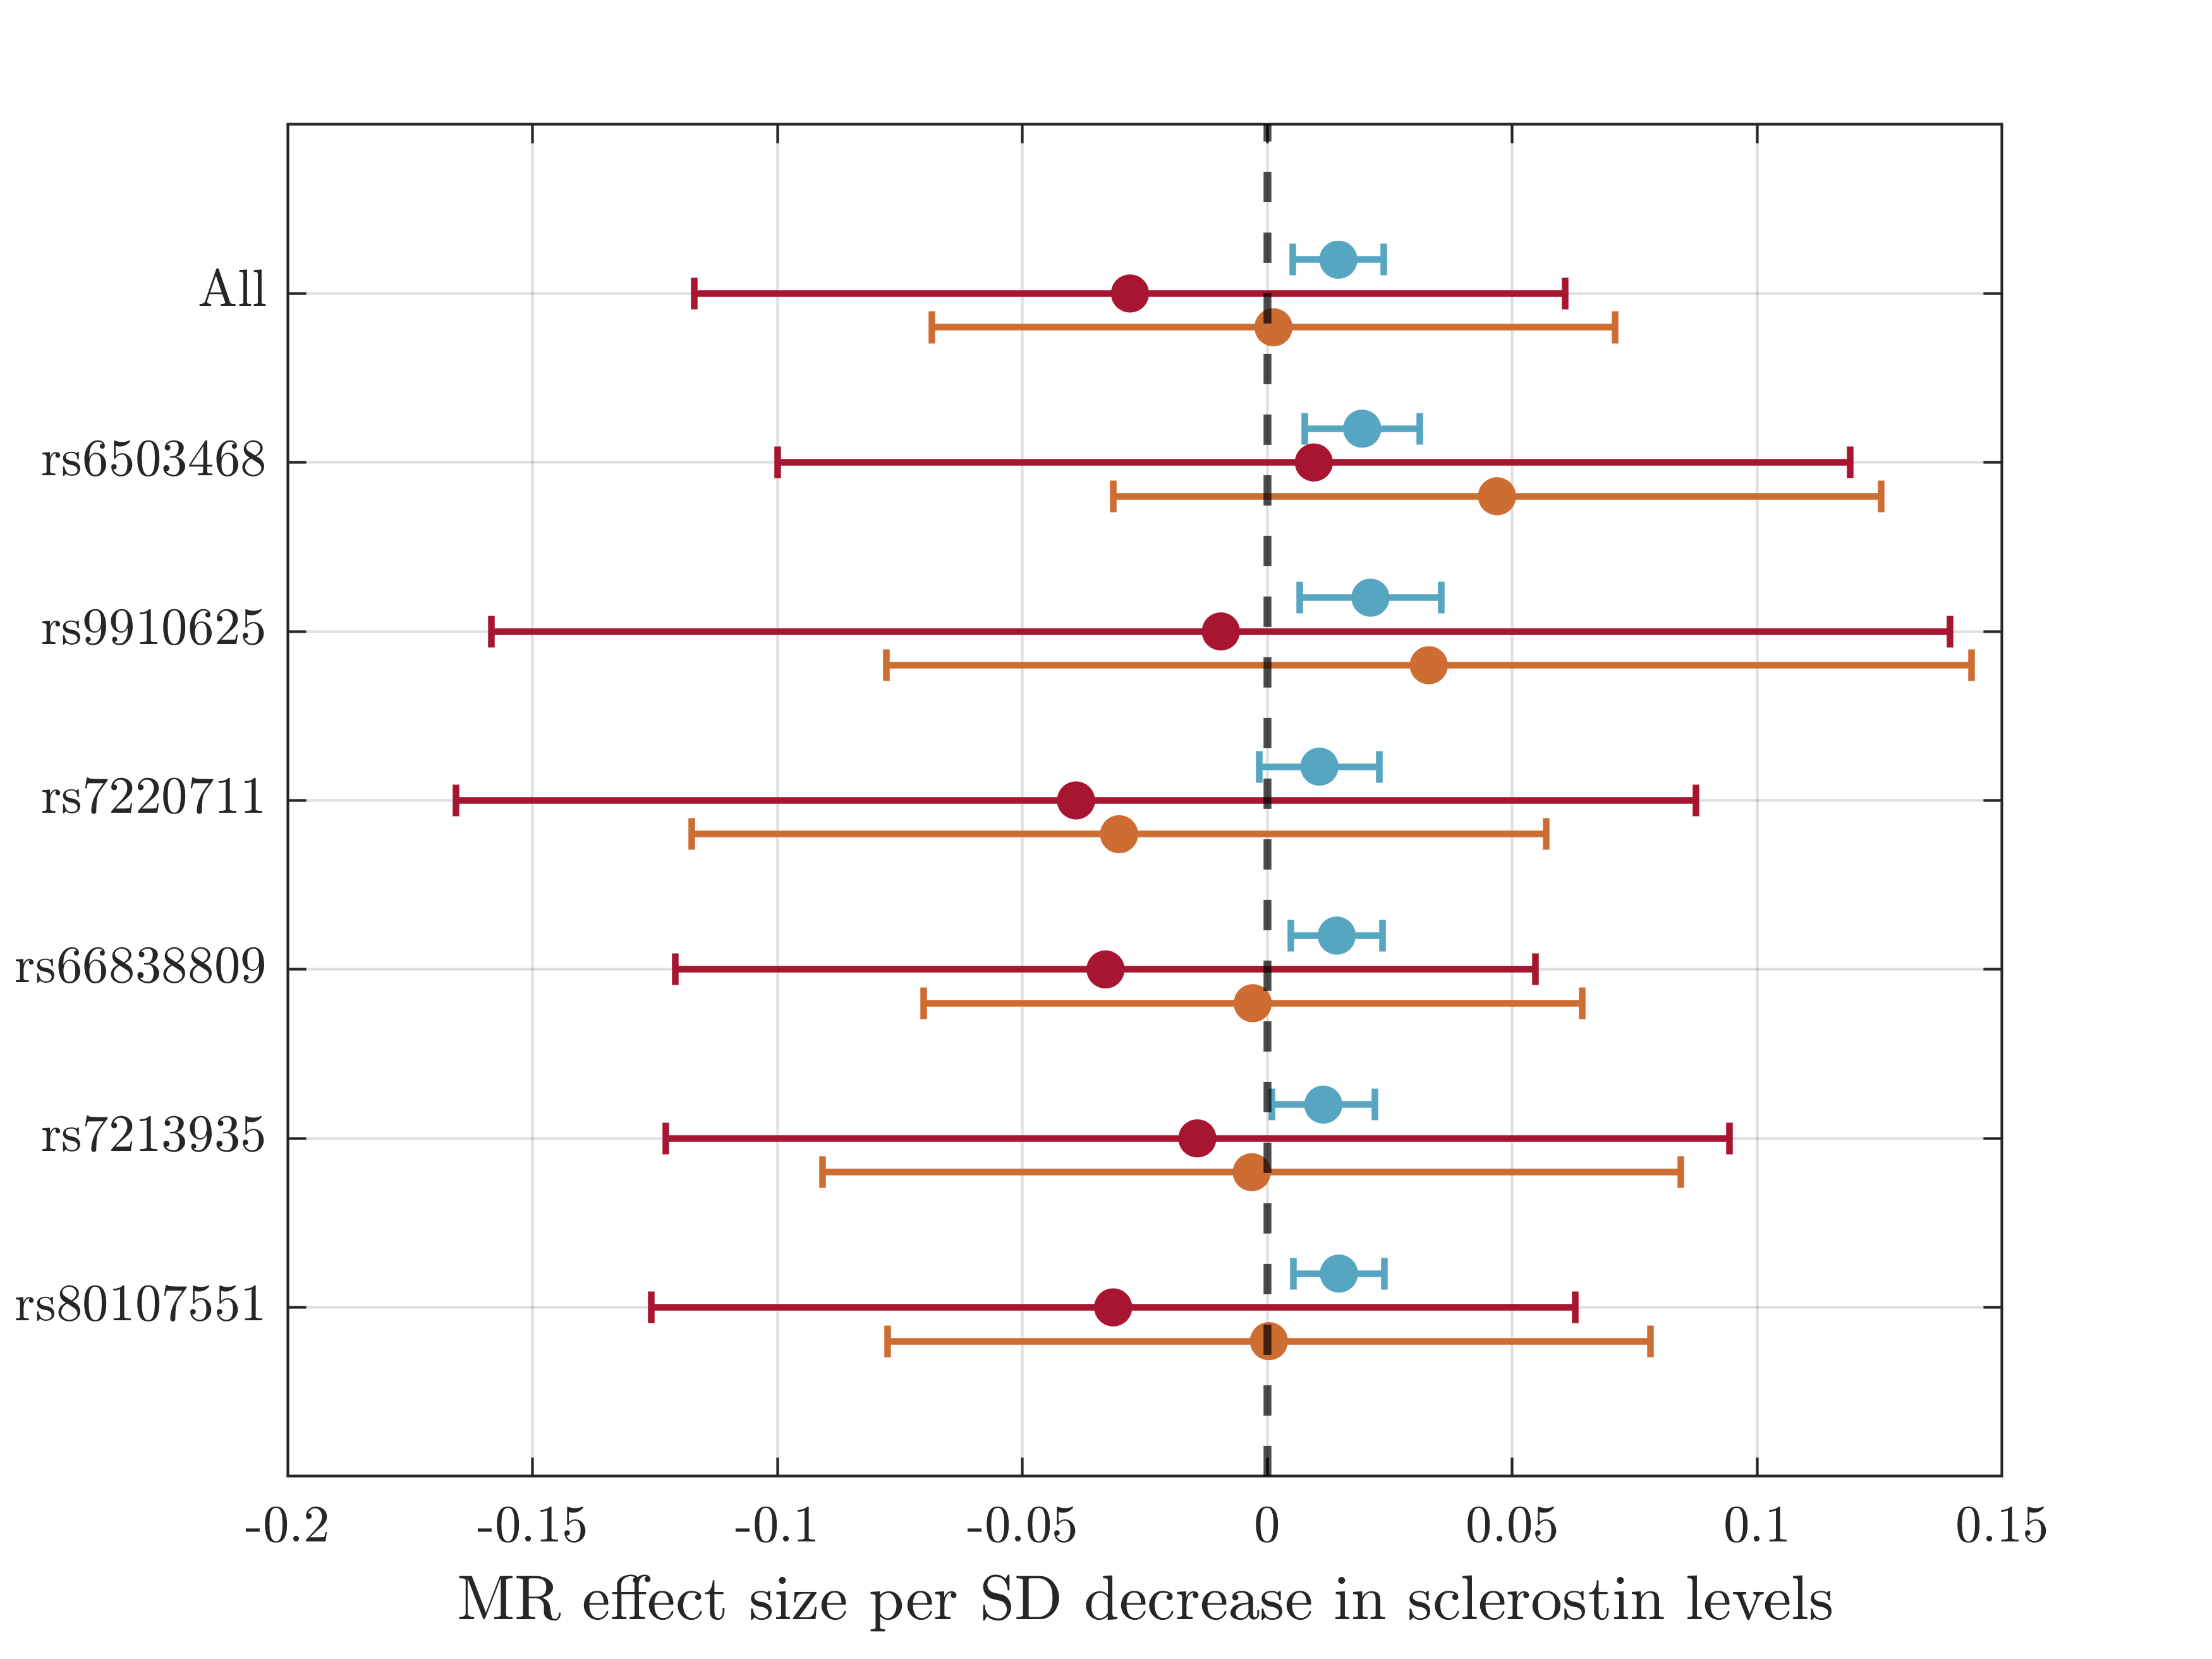 All
rs6503468
rs9910625
rs7220711
rs66838809
rs7213935
rs80107551
-0.2 -0.15 -0.1 -0.05 0 0.05 0.1 0.15
MR effect size per SD decrease in sclerostin levels